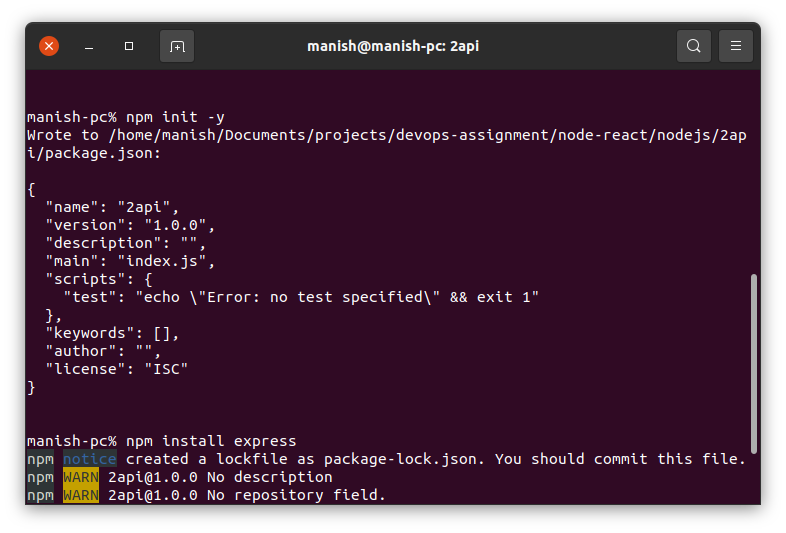 manish@manish-pc: 2api
manish-pc% npm init -y
Wrote to /home/manish/Documents/projects/devops-assignment/node-react/nodejs/2ap
i/package.json:
{
  "name": "2api",
  "version": "1.0.0",
  "description": "",
  "main": "index.js",
  "scripts": {
    "test": "echo \"Error: no test specified\" && exit 1"
  },
  "keywords": [],
  "author": "",
  "license": "ISC"
}
manish-pc% npm install express
npm notice created a lockfile as package-lock.json. You should commit this file.
npm WARN 2api@1.0.0 No description
npm WARN 2api@1.0.0 No repository field.